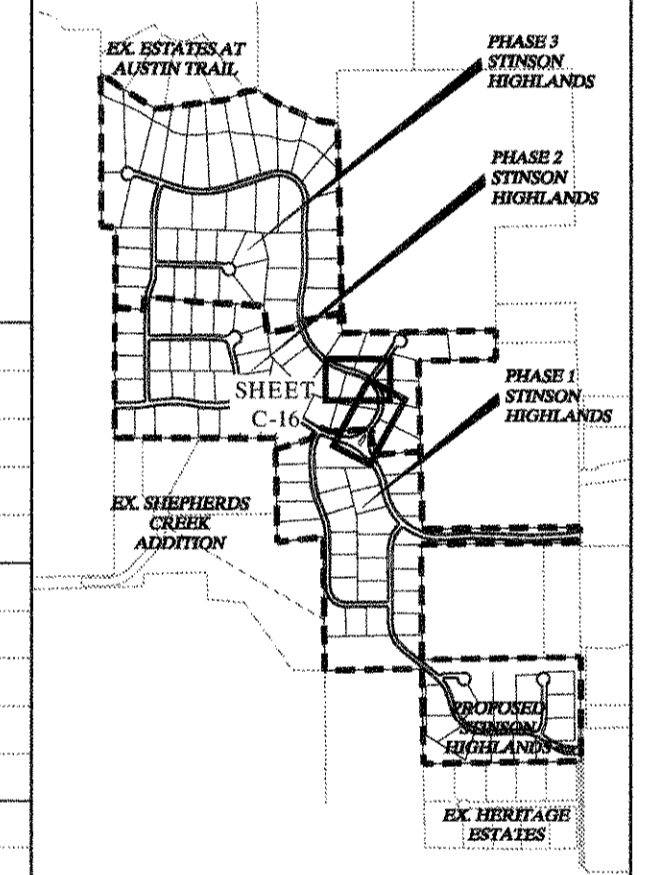 EX. ESTATES AT
AUSTIN TRAIL
PHASE 3
STINSON
HIGHLANDS
PHASE 2
STINSON
HIGHLANDS
SHEET
C-16
PHASE 1
STINSON
HIGHLANDS
EX. SHEPHERDS
CREEK
ADDITION
PROPOSED
STINSON
HIGHLANDS
EX. HERITAGE
ESTATES